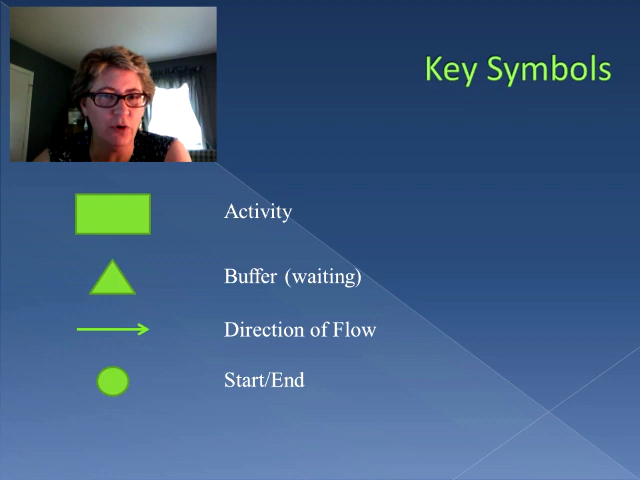 Key Symbols
Activity
Buffer (waiting)
Direction of Flow
Start/End